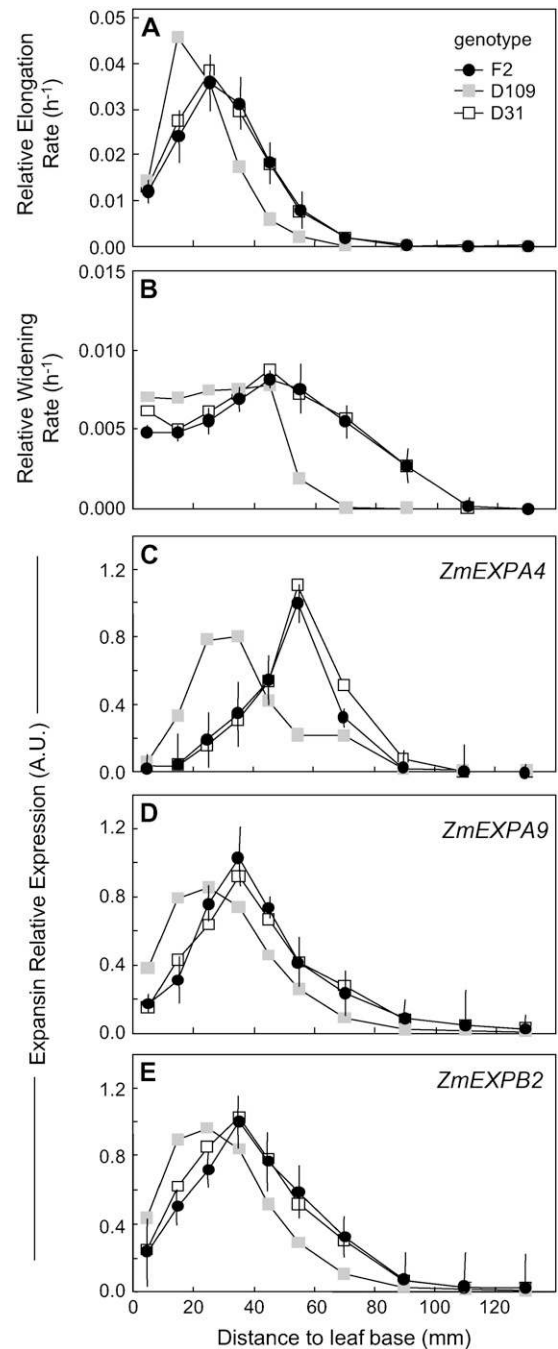 A
genotype
F2
D109
D31
Relative Elongation
Rate (h-1)
0.05
0.04
0.03
0.02
0.01
0.00
B
Relative Widening
Rate (h-1)
0.015
0.010
0.005
0.000
C
ZmEXPA4
1.2
0.8
0.4
0.0
Expansin Relative Expression (A.U.)
D
ZmEXPA9
1.2
0.8
0.4
0.0
E
ZmEXPB2
1.2
0.8
0.4
0.0
0 20 40 60 80 100 120
Distance to leaf base (mm)